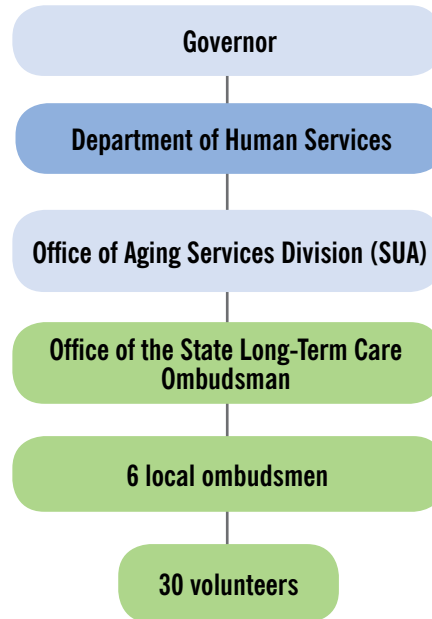 Governor
Department of Human Services
Office of Aging Services Division (SUA)
Office of the State Long-Term Care
Ombudsman
6 local ombudsmen
30 volunteers